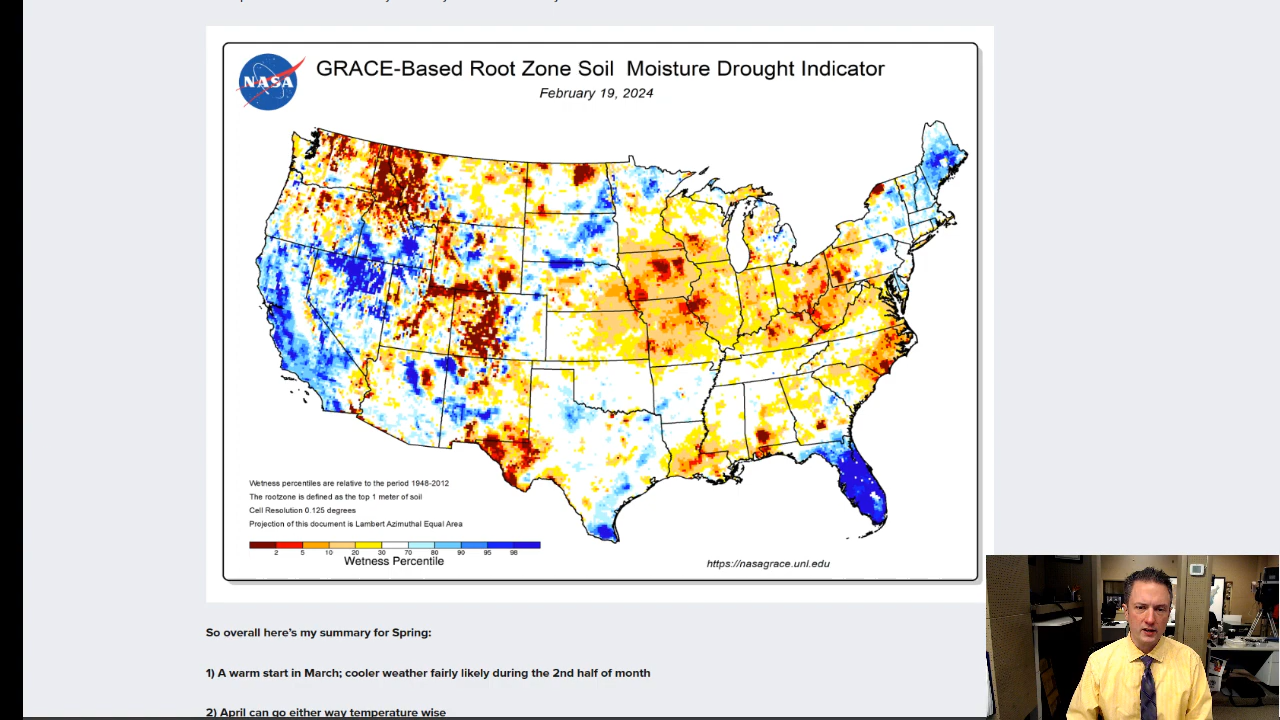 NASA
GRACE-Based Root Zone Soil Moisture Drought Indicator
February 19, 2024
Wetness percentiles are relative to the period 1948-2012
The rootzone is defined as the top 1 meter of soil
Cell Resolution 0.125 degrees
Projection of this document is Lambert Azimuthal Equal Area
2 5 10 20 30 70 80 90 95 98
Wetness Percentile
https://nasagrace.unl.edu
So overall here's my summary for Spring:
1) A warm start in March; cooler weather fairly likely during the 2nd half of month
2) April can go either way temperature wise